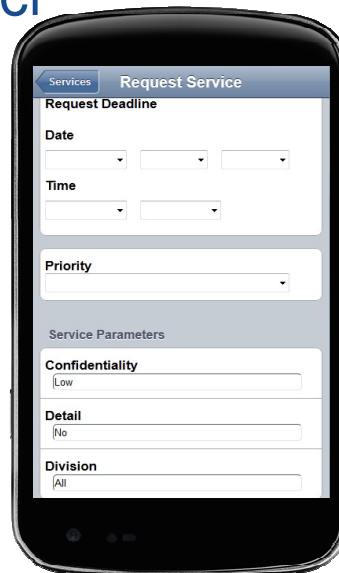 Services Request Service
Request Deadline
Date
Time
Priority
Service Parameters
Confidentiality
Low
Detail
No
Division
All